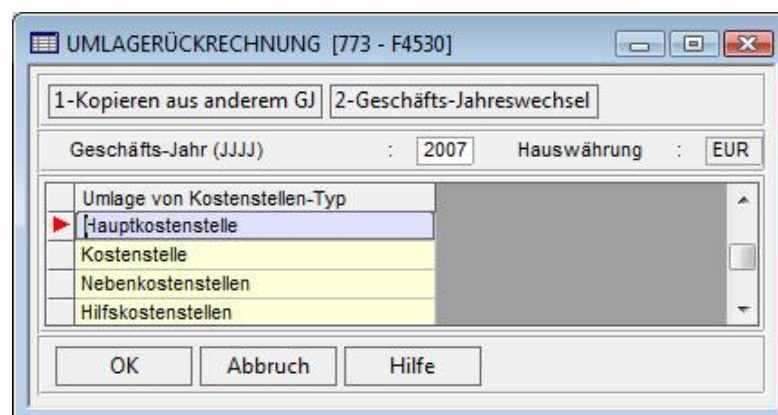 UMLAGERÜCKRECHNUNG [773 - F4530]
1-Kopieren aus anderem GJ 2-Geschäfts-Jahreswechsel
Geschäfts-Jahr (JJJJ) : 2007 Hauswährung : EUR
Umlage von Kostenstellen-Typ
Hauptkostenstelle
Kostenstelle
Nebenkostenstellen
Hilfskostenstellen
OK Abbruch Hilfe